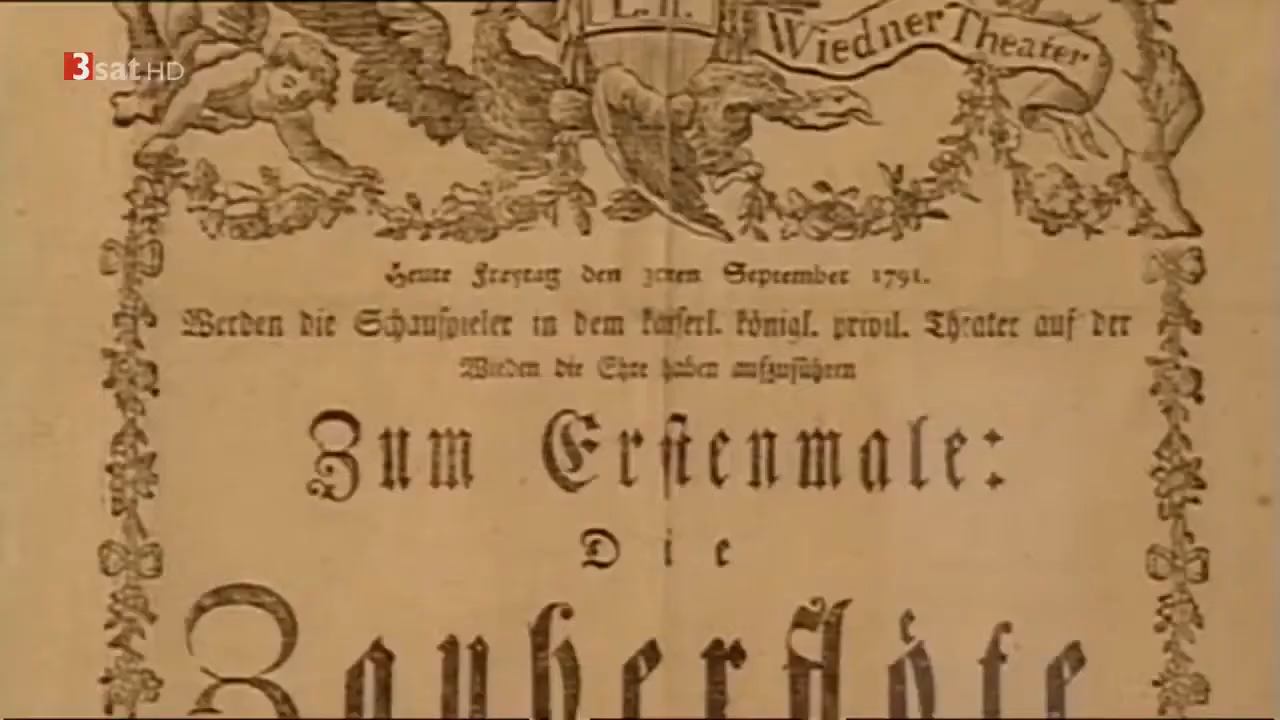 3sat HD
L. n.
Wiedner Theater
Heute Freytag den 30ten September 1791.
Werden die Schauspieler in dem kaiserl. königl. privil. Theater auf der
Wieden die Ehre haben aufzuführen
Zum Erstenmale:
Die
Zauberflöte